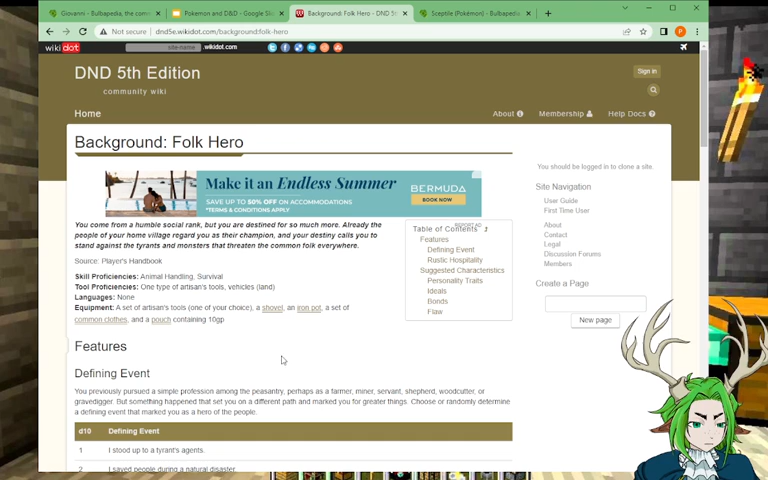 Giovanni - Bulbapedia, the comm
Pokemon and D&D - Google Slid
Background: Folk Hero - DND 5th
Sceptile (Pokémon) - Bulbapedi
Not secure
dnd5e.wikidot.com/background:folk-hero
wikidot
site-name
.wikidot.com
DND 5th Edition
community wiki
Sign in
Home
About
Membership
Help Docs
Background: Folk Hero
Make it an Endless Summer
SAVE UP TO 50% OFF ON ACCOMMODATIONS
*TERMS & CONDITIONS APPLY
BERMUDA
BOOK NOW
REPORT AD
You come from a humble social rank, but you are destined for so much more. Already the
people of your home village regard you as their champion, and your destiny calls you to
stand against the tyrants and monsters that threaten the common folk everywhere.
Source: Player's Handbook
Skill Proficiencies: Animal Handling, Survival
Tool Proficiencies: One type of artisan's tools, vehicles (land)
Languages: None
Equipment: A set of artisan's tools (one of your choice), a shovel, an iron pot, a set of
common clothes, and a pouch containing 10gp
Table of Contents
Features
Defining Event
Rustic Hospitality
Suggested Characteristics
Personality Traits
Ideals
Bonds
Flaw
You should be logged in to clone a site.
Site Navigation
User Guide
First Time User
About
Contact
Legal
Discussion Forums
Members
Create a Page
New page
Features
Defining Event
You previously pursued a simple profession among the peasantry, perhaps as a farmer, miner, servant, shepherd, woodcutter, or
gravedigger. But something happened that set you on a different path and marked you for greater things. Choose or randomly determine
a defining event that marked you as a hero of the people.
d10 Defining Event
1 I stood up to a tyrant's agents.
2 I saved people during a natural disaster.